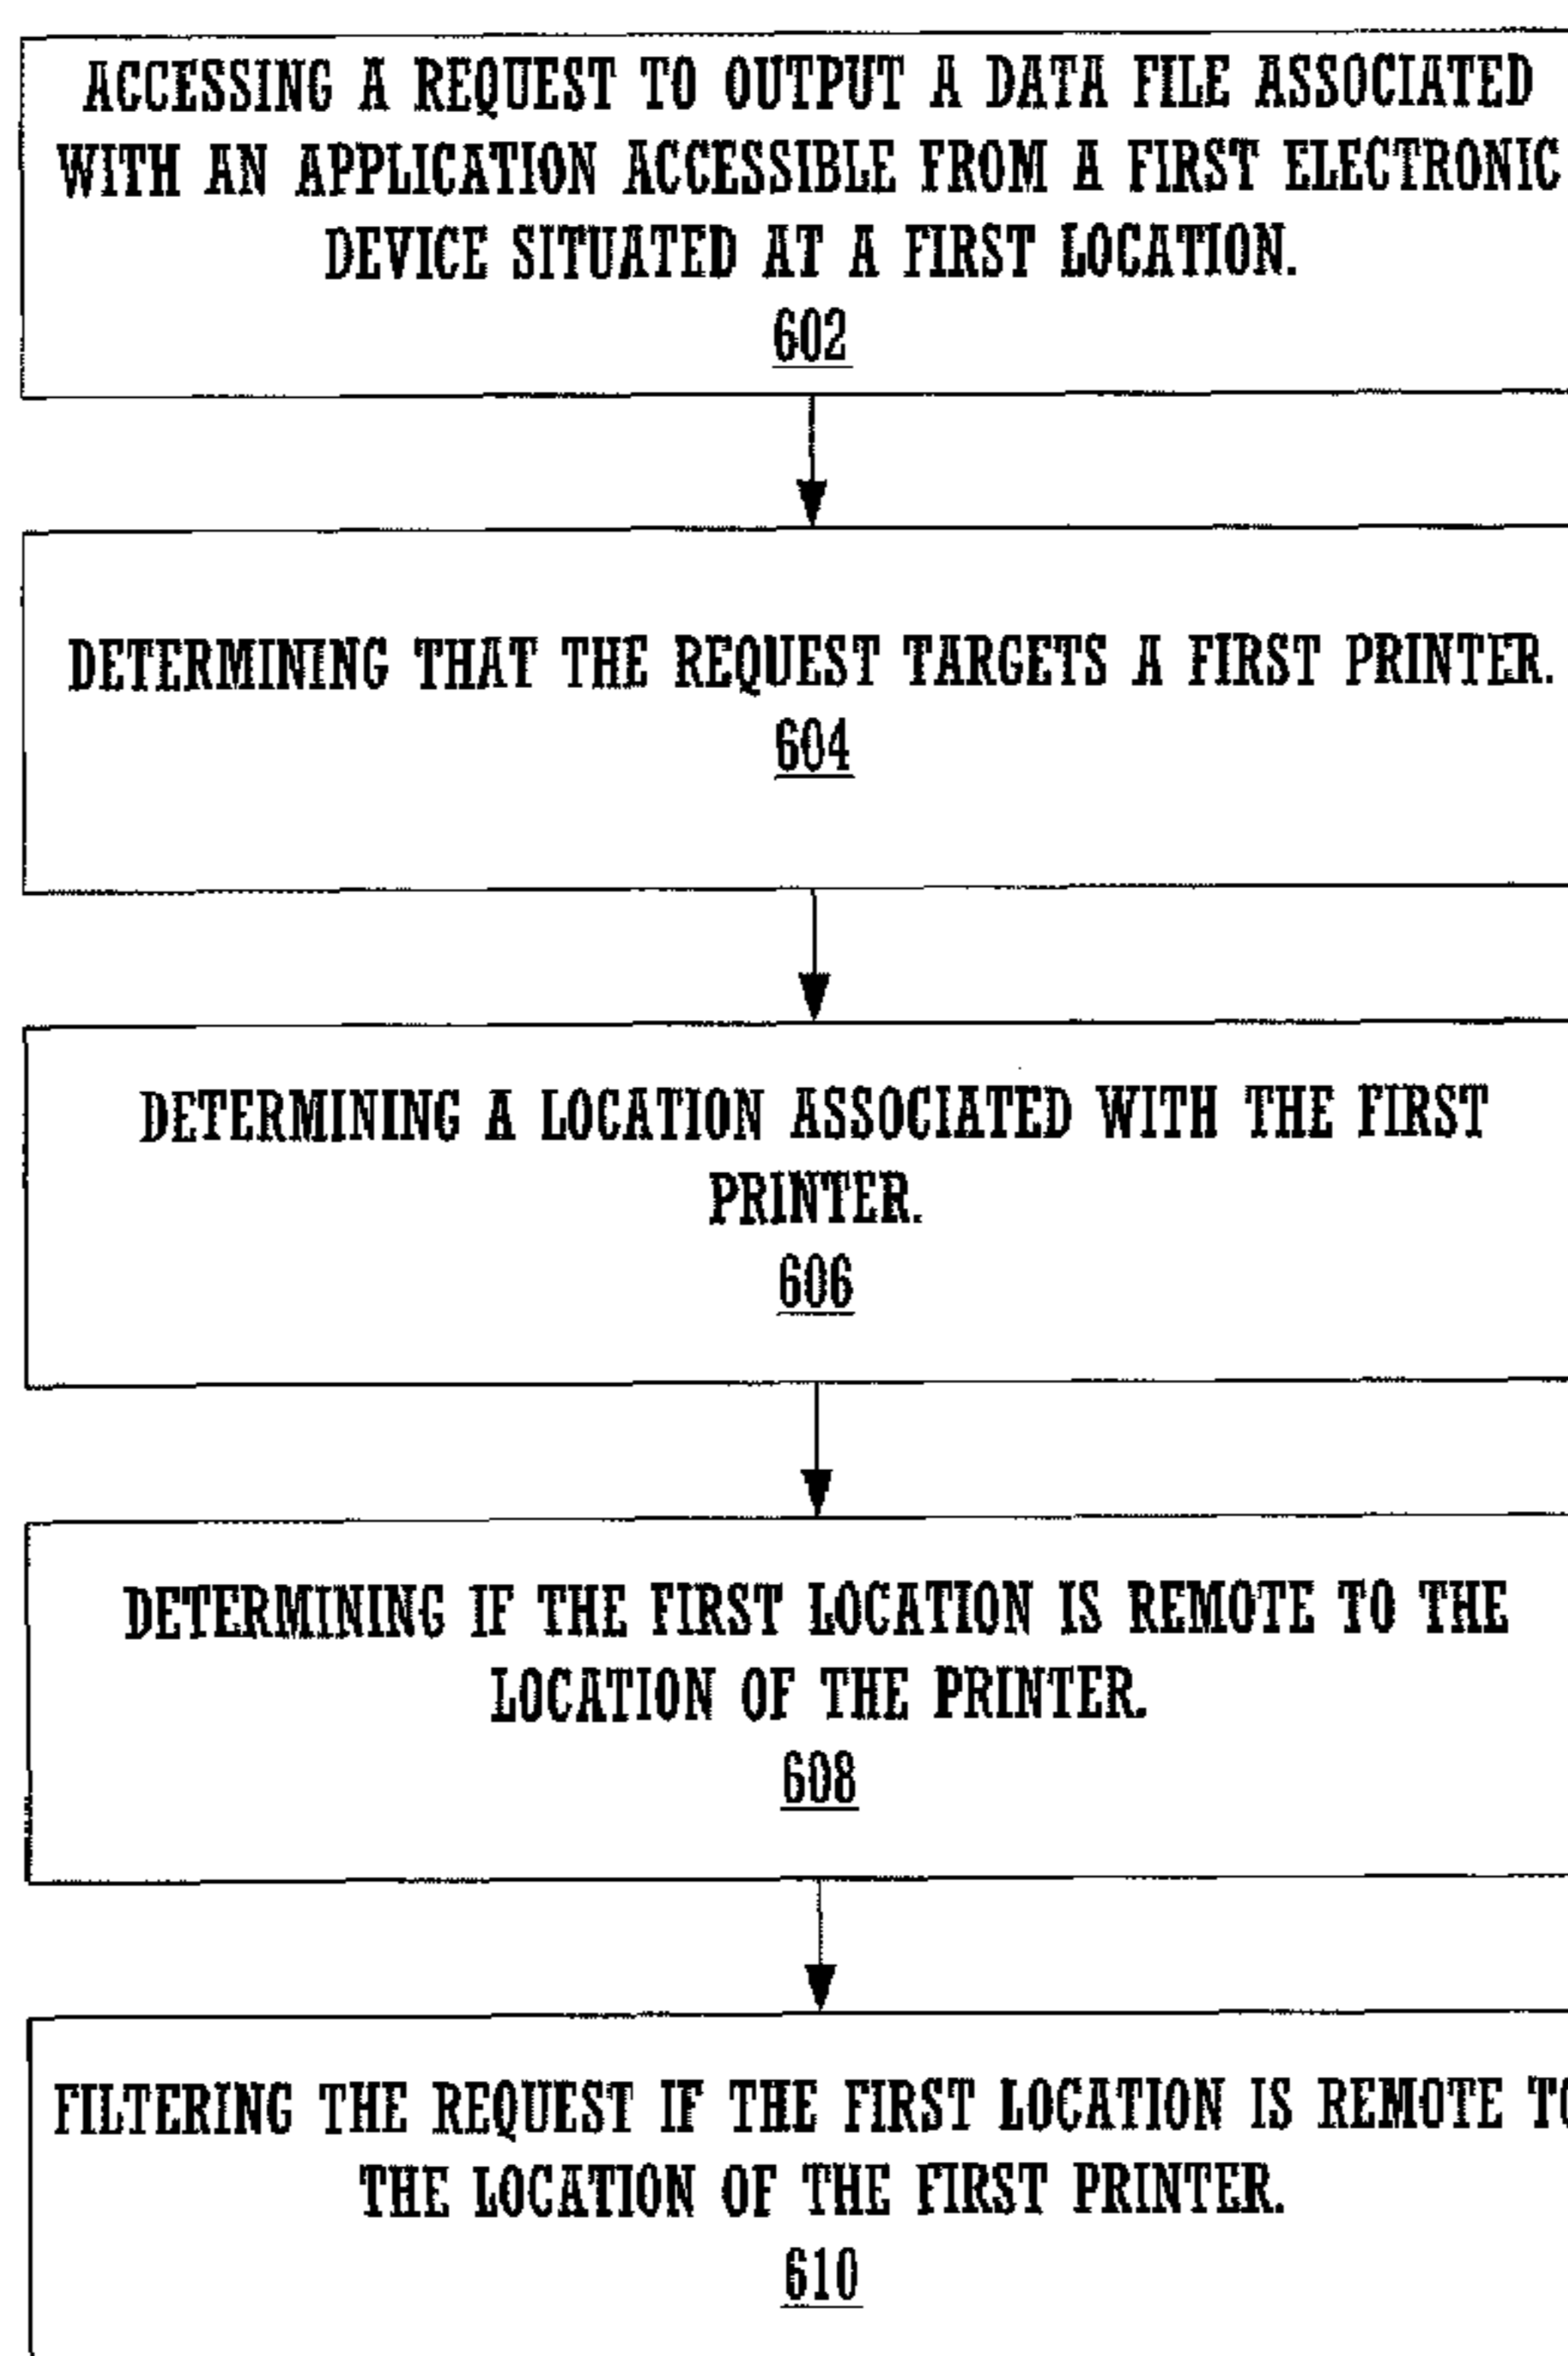 ACCESSING A REQUEST TO OUTPUT A DATA FILE ASSOCIATED
WITH AN APPLICATION ACCESSIBLE FROM A FIRST ELECTRONIC
DEVICE SITUATED AT A FIRST LOCATION.
602
DETERMINING THAT THE REQUEST TARGETS A FIRST PRINTER.
604
DETERMINING A LOCATION ASSOCIATED WITH THE FIRST
PRINTER.
606
DETERMINING IF THE FIRST LOCATION IS REMOTE TO THE
LOCATION OF THE PRINTER.
608
FILTERING THE REQUEST IF THE FIRST LOCATION IS REMOTE TO
THE LOCATION OF THE FIRST PRINTER.
610